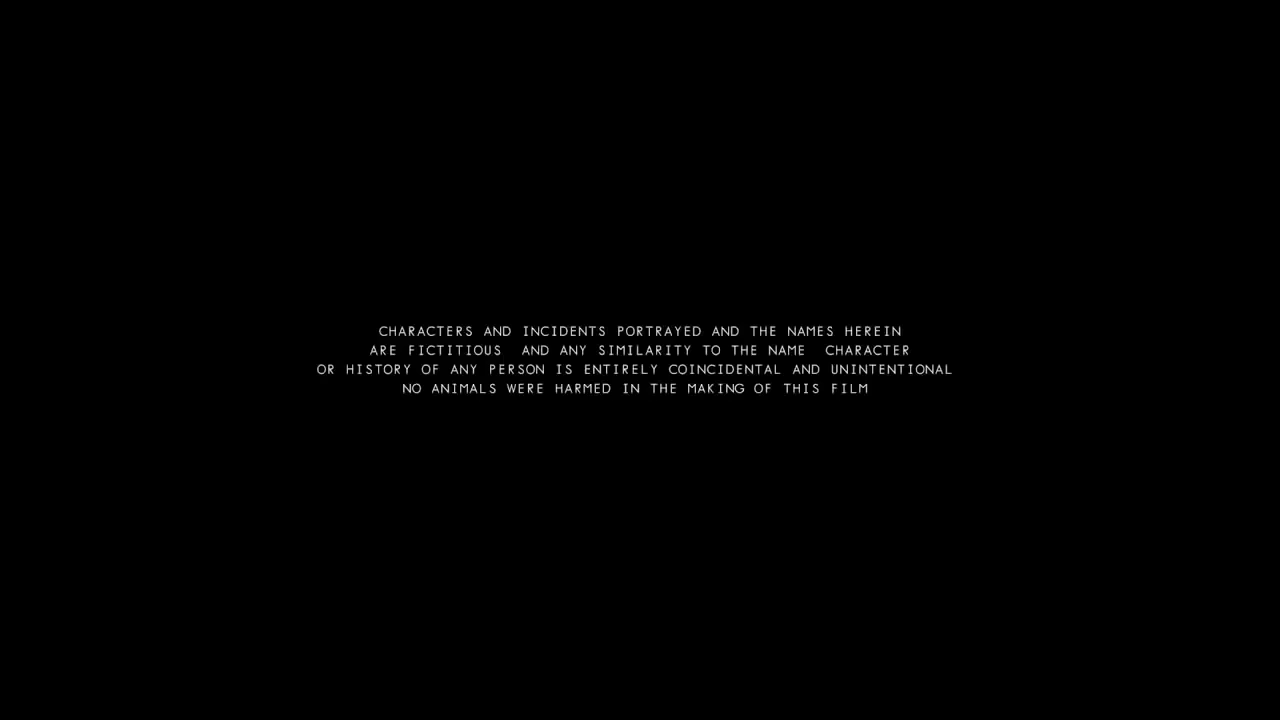 CHARACTERS AND INCIDENTS PORTRAYED AND THE NAMES HEREIN
ARE FICTITIOUS  AND ANY SIMILARITY TO THE NAME  CHARACTER
OR HISTORY OF ANY PERSON IS ENTIRELY COINCIDENTAL AND UNINTENTIONAL
NO ANIMALS WERE HARMED IN THE MAKING OF THIS FILM